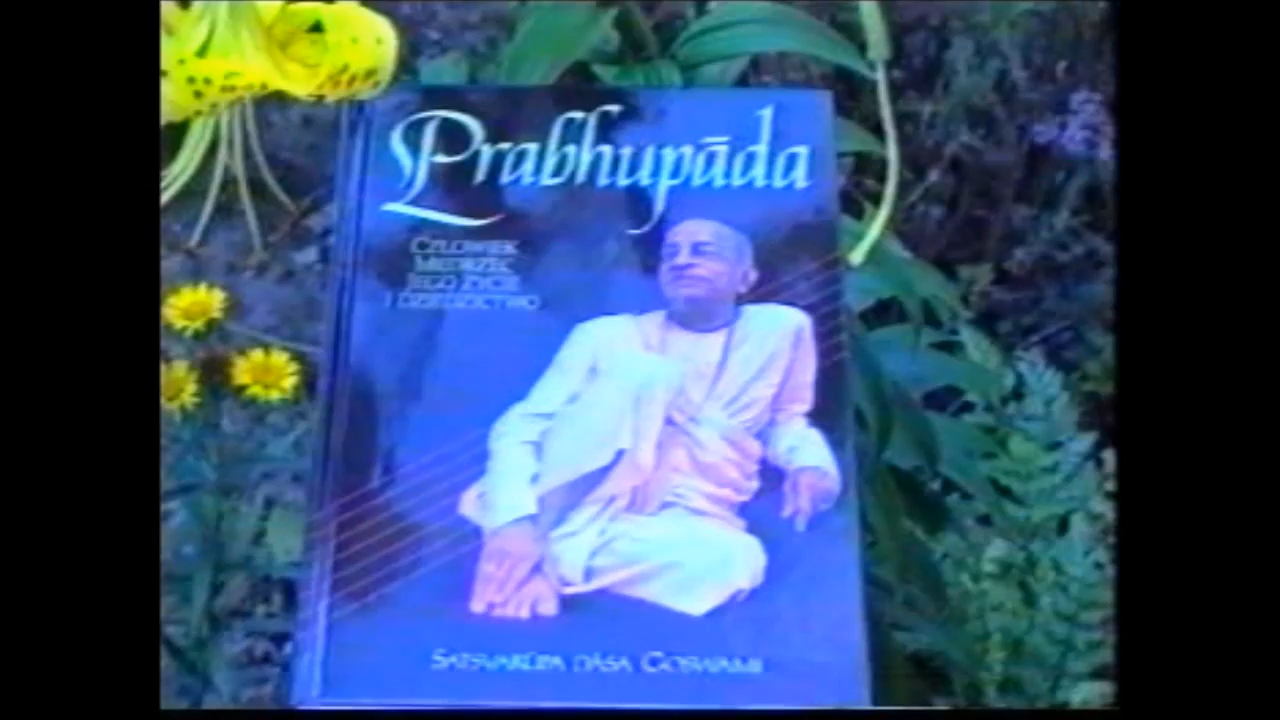 Prabhupāda
CZŁOWIEK
MĘDRZEC
JEGO ŻYCIE
I DZIEDZICTWO
SATSVARŪPA DĀSA GOSWAMI